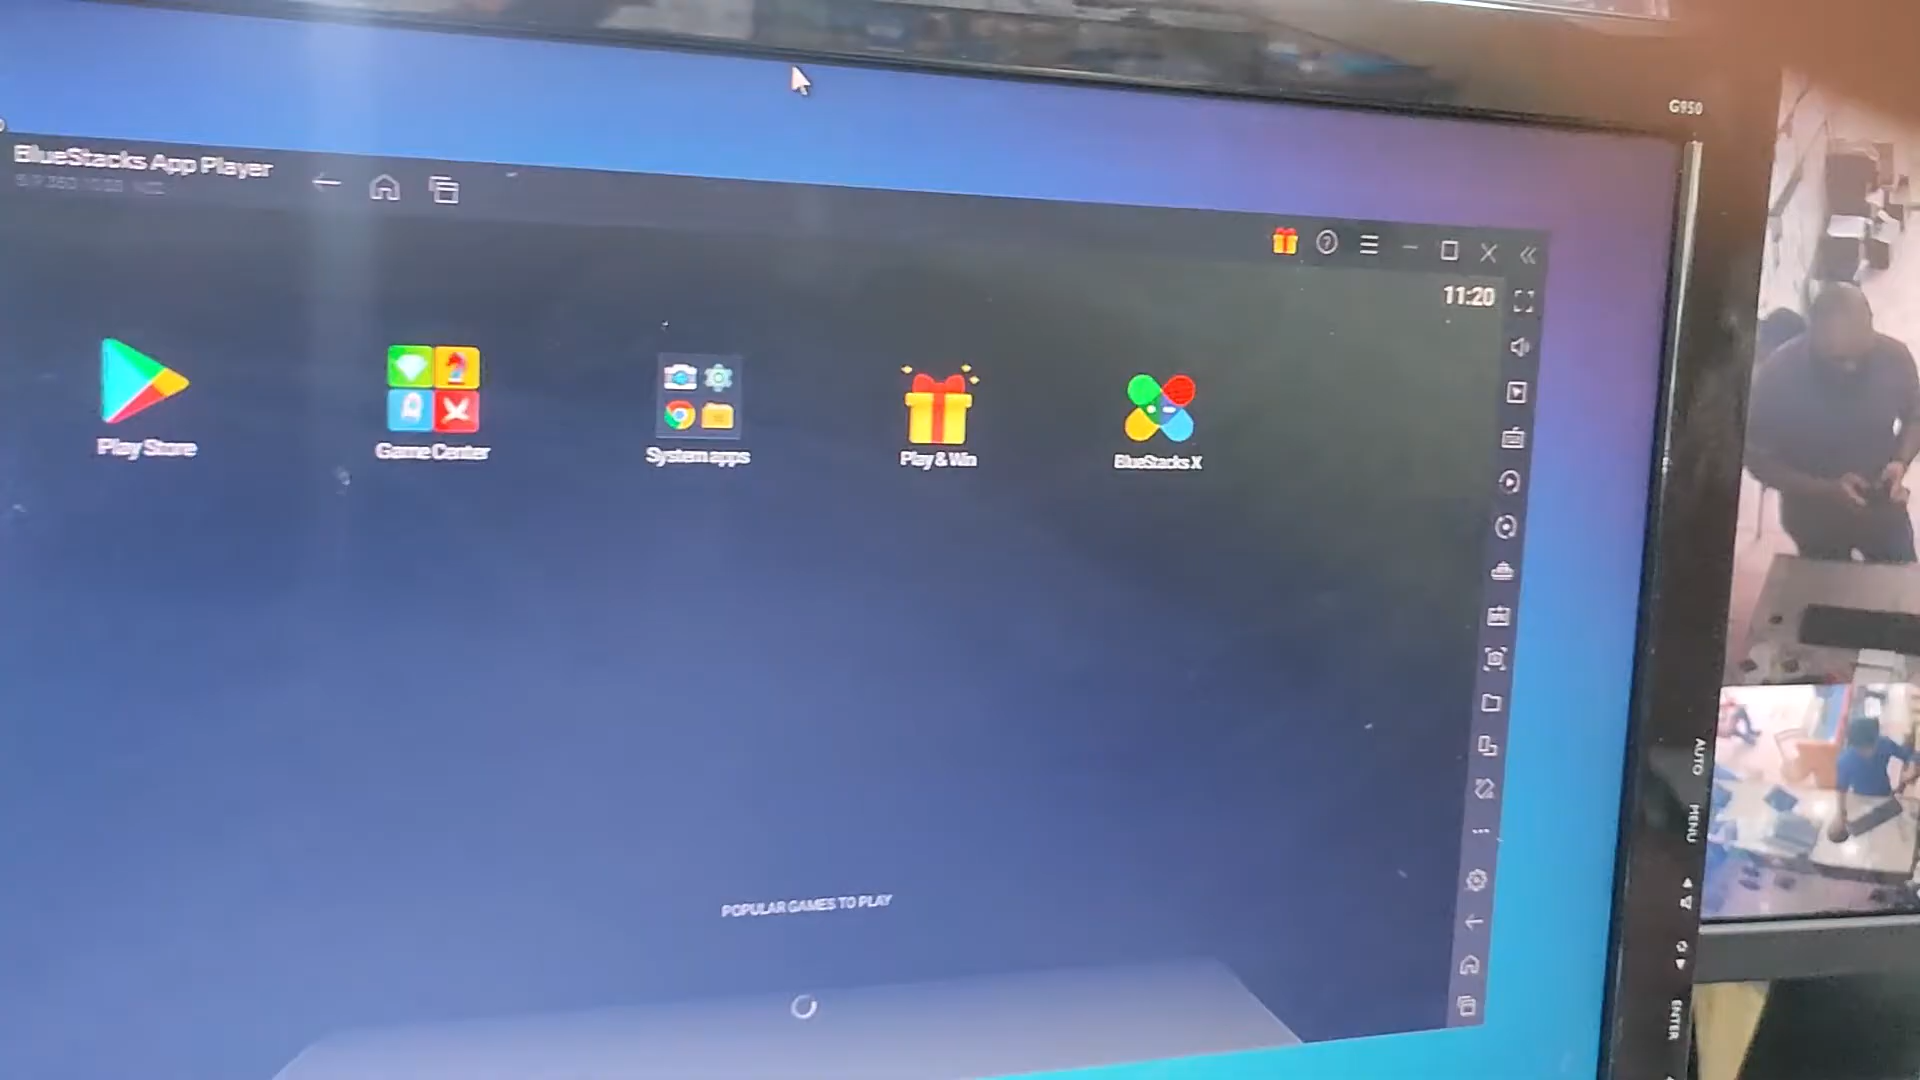 G950
BlueStacks App Player
11:20
Play Store
Game Center
System apps
Play & Win
BlueStacks X
POPULAR GAMES TO PLAY
AUTO
MENU
ENTER